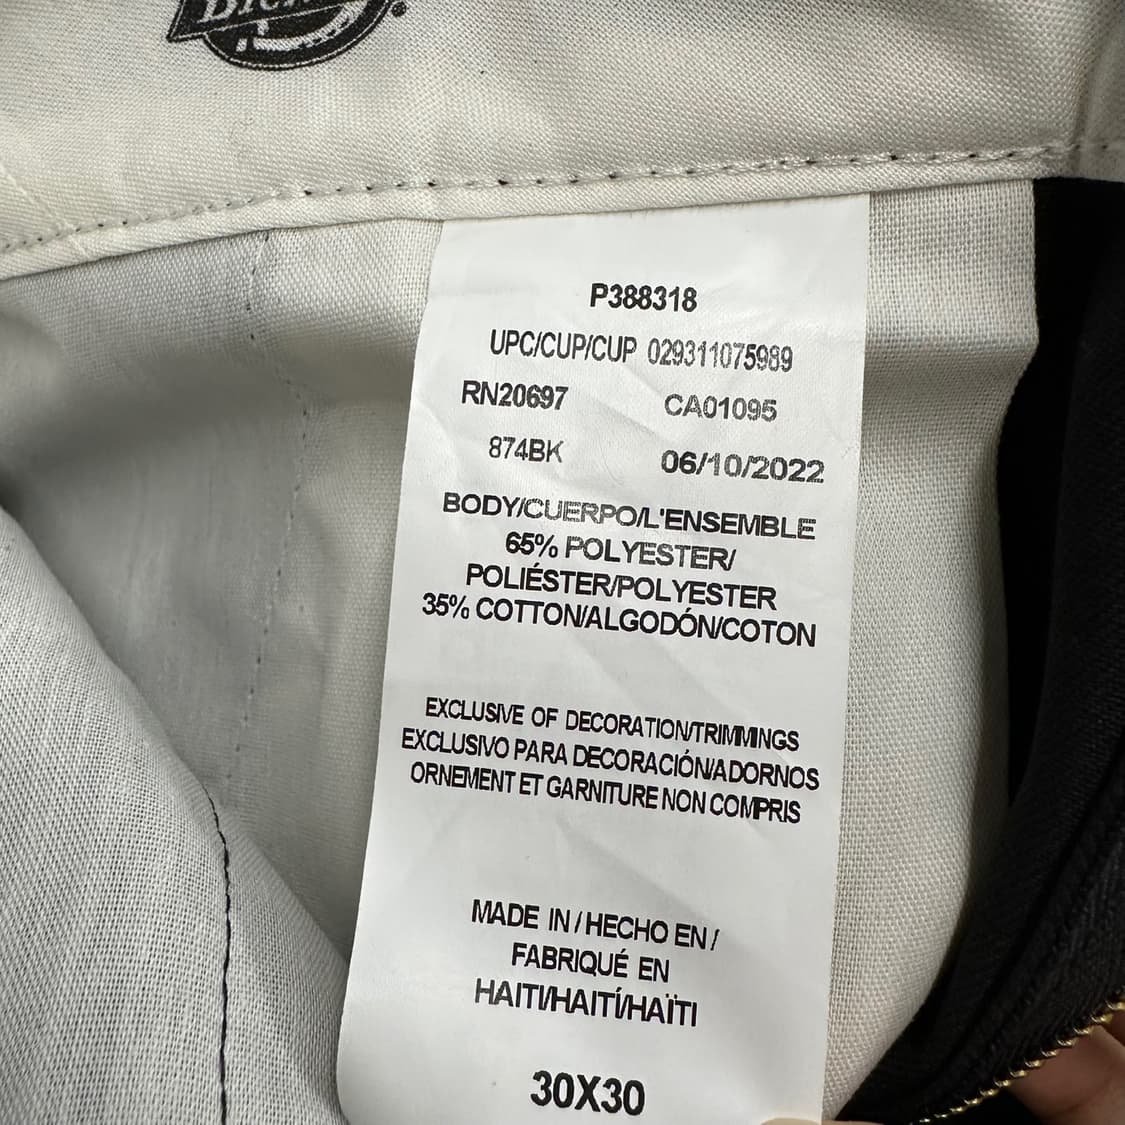 P388318
UPC/CUP/CUP 029311075989
RN20697 CA01095
874BK 06/10/2022
BODY/CUERPO/L'ENSEMBLE
65% POLYESTER/
POLIÉSTER/POLYESTER
35% COTTON/ALGODÓN/COTON
EXCLUSIVE OF DECORATION/TRIMMINGS
EXCLUSIVO PARA DECORACIÓN/ADORNOS
ORNEMENT ET GARNITURE NON COMPRIS
MADE IN / HECHO EN /
FABRIQUÉ EN
HAITI/HAITÍ/HAÏTI
30X30